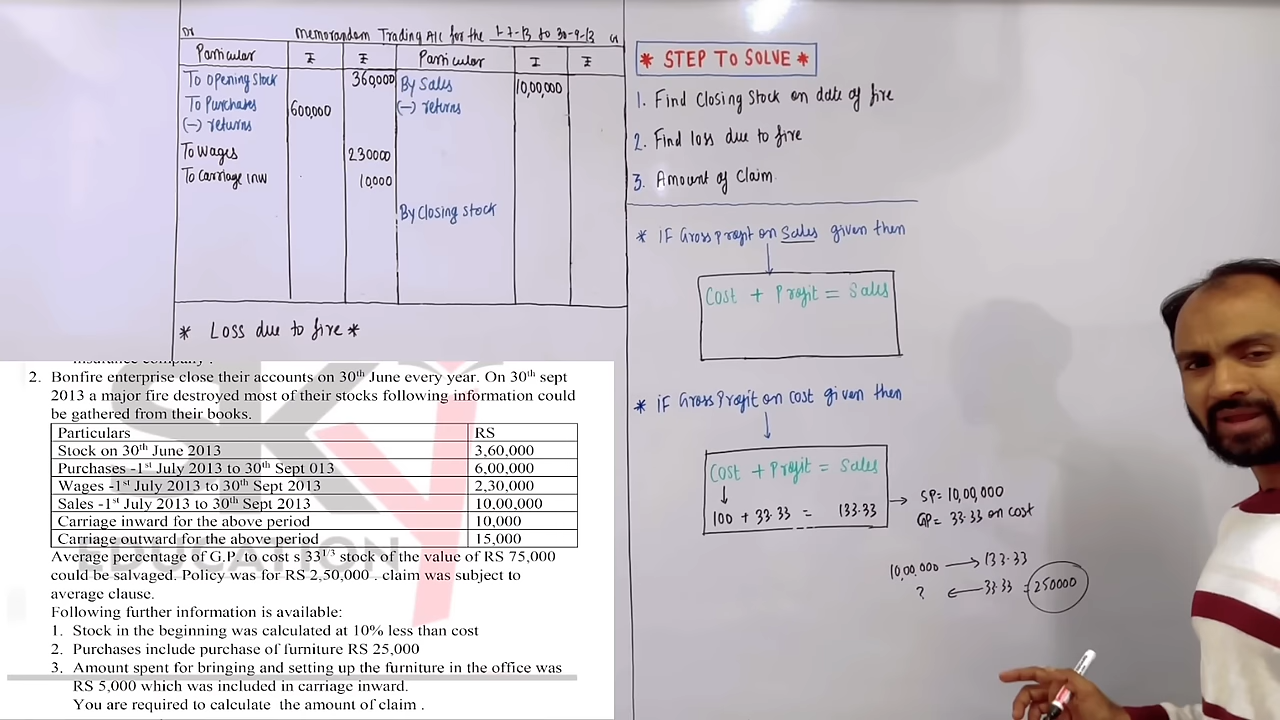 Dr Memorandom Trading A/c for the 1-7-13 to 30-9-13 Cr
Particular ₹ ₹ Particular ₹ ₹
To opening stock 360,000 By Sales 10,00,000
To Purchases 600,000 (-) returns
(-) returns
To wages 230000
To Carriage inw 10,000
By Closing stock
* Loss due to fire *
* STEP TO SOLVE *
1. Find Closing Stock on date of fire
2. Find loss due to fire
3. Amount of Claim.
* IF Gross profit on Sales given then
Cost + Profit = Sales
* if Gross Profit on Cost given then
Cost + Profit = Sales
100 + 33.33 = 133.33
SP = 10,00,000
GP = 33.33 on cost
10,00,000 → 133.33
? ← 33.33 = 250000
insurance company .
2. Bonfire enterprise close their accounts on 30th June every year. On 30th sept
2013 a major fire destroyed most of their stocks following information could
be gathered from their books.
Particulars RS
Stock on 30th June 2013 3,60,000
Purchases -1st July 2013 to 30th Sept 013 6,00,000
Wages -1st July 2013 to 30th Sept 2013 2,30,000
Sales -1st July 2013 to 30th Sept 2013 10,00,000
Carriage inward for the above period 10,000
Carriage outward for the above period 15,000
Average percentage of G.P. to cost s 33^1/3 stock of the value of RS 75,000
could be salvaged. Policy was for RS 2,50,000 . claim was subject to
average clause.
Following further information is available:
1. Stock in the beginning was calculated at 10% less than cost
2. Purchases include purchase of furniture RS 25,000
3. Amount spent for bringing and setting up the furniture in the office was
RS 5,000 which was included in carriage inward.
You are required to calculate the amount of claim .
SKY
EDUCATION